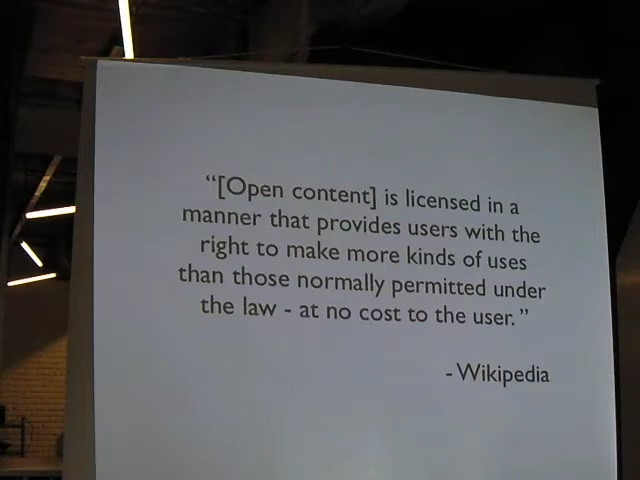 “[Open content] is licensed in a
manner that provides users with the
right to make more kinds of uses
than those normally permitted under
the law - at no cost to the user.”
- Wikipedia